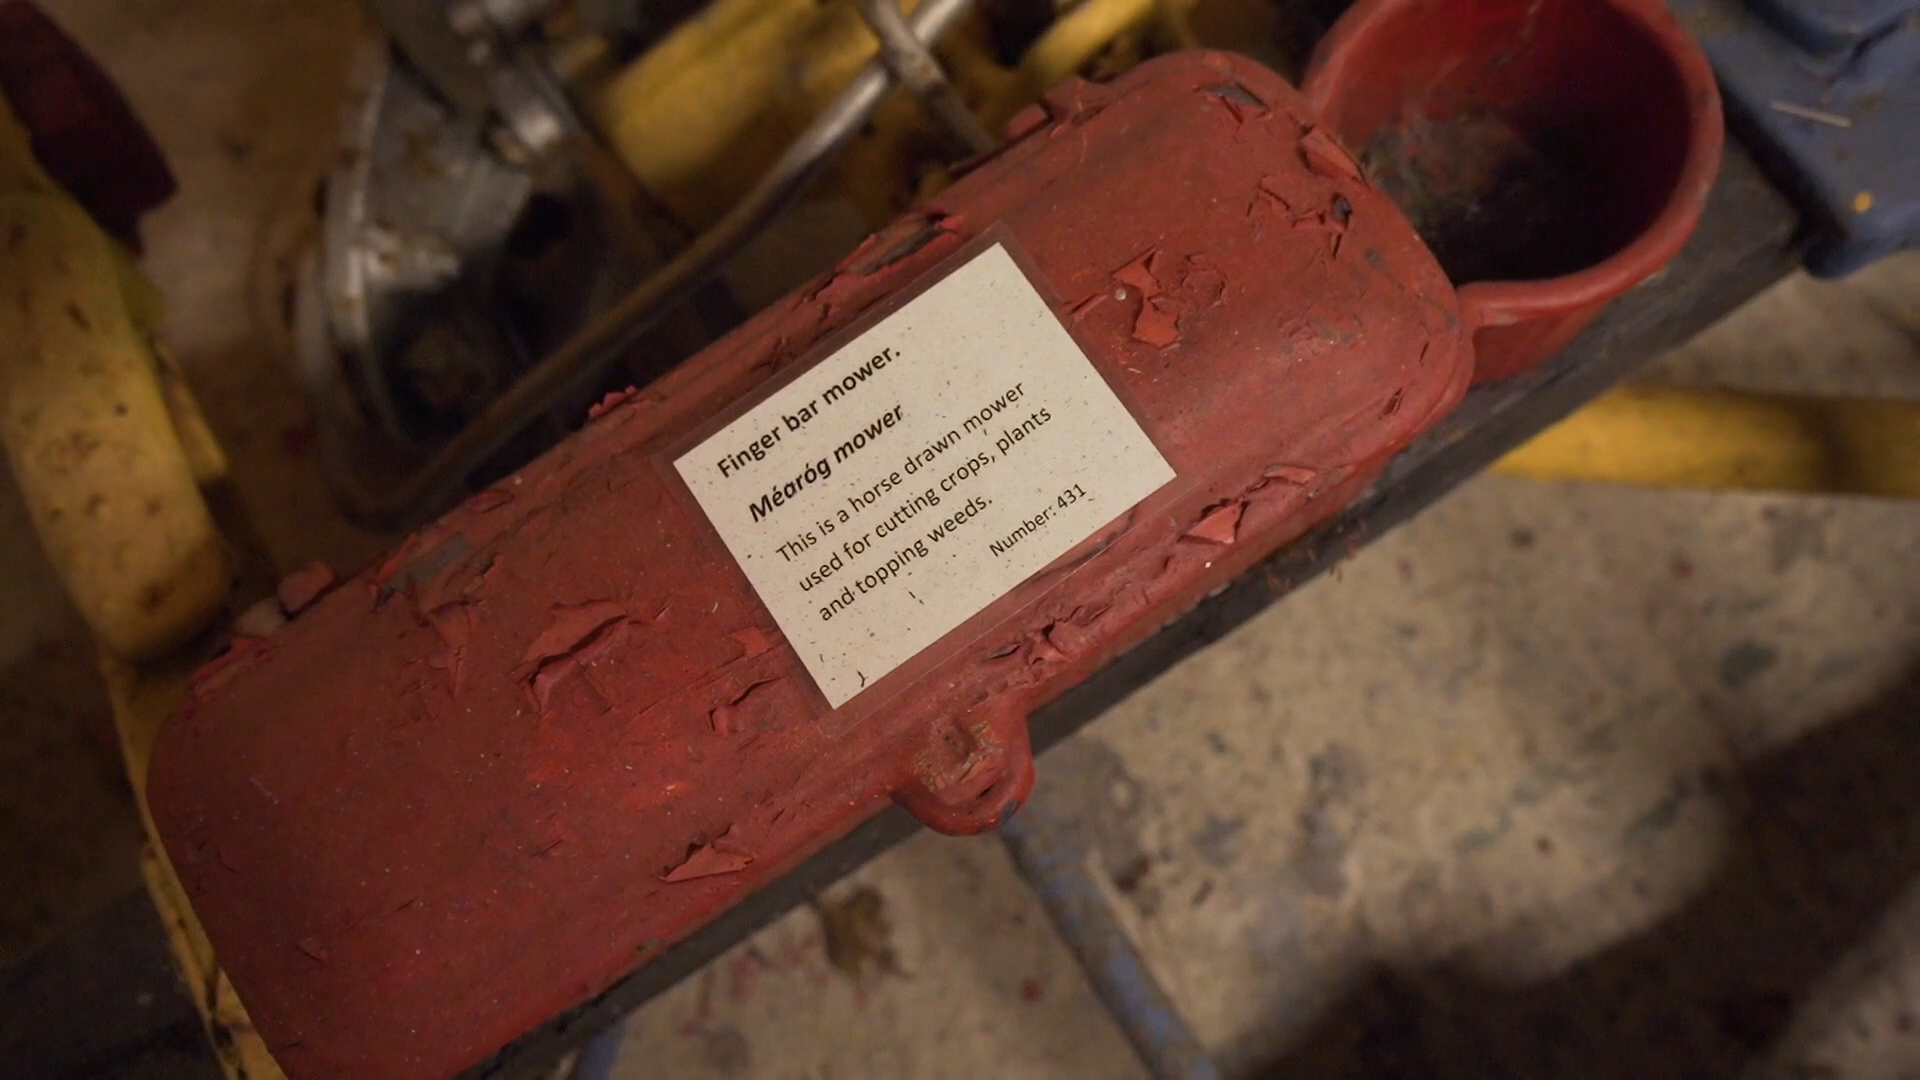 Finger bar mower.
Méaróg mower
This is a horse drawn mower
used for cutting crops, plants
and topping weeds.
Number: 431